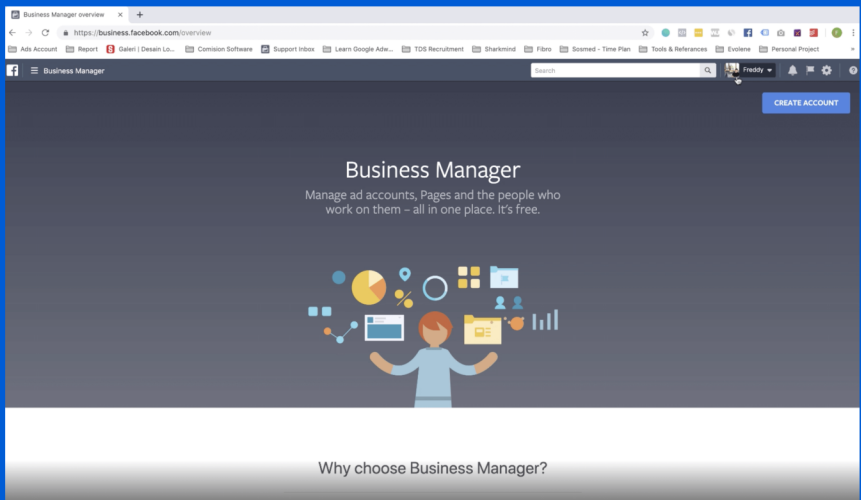 Business Manager overview
https://business.facebook.com/overview
Ads Account
Report
Galeri | Desain Lo...
Comision Software
Support Inbox
Learn Google Adw...
TDS Recruitment
Sharkmind
Fibro
Sosmed - Time Plan
Tools & Referances
Evolene
Personal Project
Business Manager
Search
Freddy
CREATE ACCOUNT
Business Manager
Manage ad accounts, Pages and the people who
work on them – all in one place. It's free.
Why choose Business Manager?